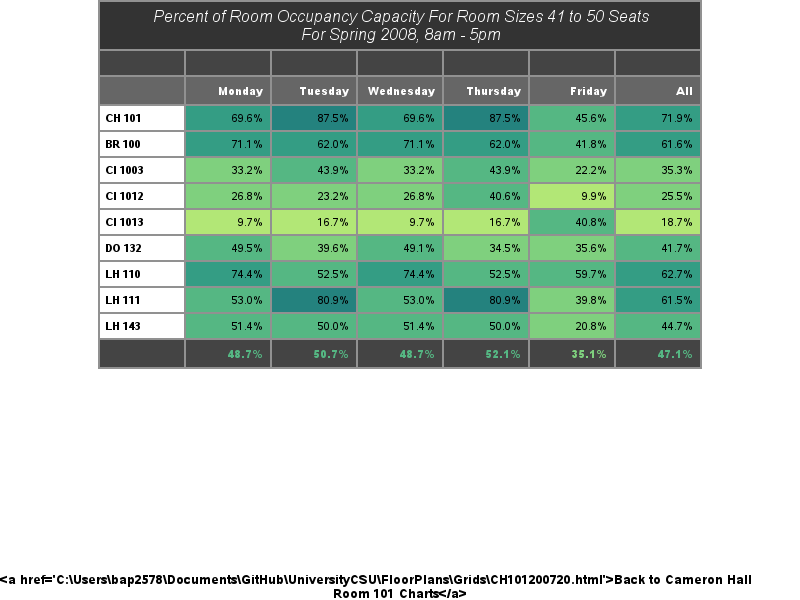 Percent of Room Occupancy Capacity For Room Sizes 41 to 50 Seats
For Spring 2008, 8am - 5pm
Monday Tuesday Wednesday Thursday Friday All
CH 101 69.6% 87.5% 69.6% 87.5% 45.6% 71.9%
BR 100 71.1% 62.0% 71.1% 62.0% 41.8% 61.6%
CI 1003 33.2% 43.9% 33.2% 43.9% 22.2% 35.3%
CI 1012 26.8% 23.2% 26.8% 40.6% 9.9% 25.5%
CI 1013 9.7% 16.7% 9.7% 16.7% 40.8% 18.7%
DO 132 49.5% 39.6% 49.1% 34.5% 35.6% 41.7%
LH 110 74.4% 52.5% 74.4% 52.5% 59.7% 62.7%
LH 111 53.0% 80.9% 53.0% 80.9% 39.8% 61.5%
LH 143 51.4% 50.0% 51.4% 50.0% 20.8% 44.7%
48.7% 50.7% 48.7% 52.1% 35.1% 47.1%
<a href='C:\Users\bap2578\Documents\GitHub\UniversityCSU\FloorPlans\Grids\CH101200720.html'>Back to Cameron Hall
Room 101 Charts</a>